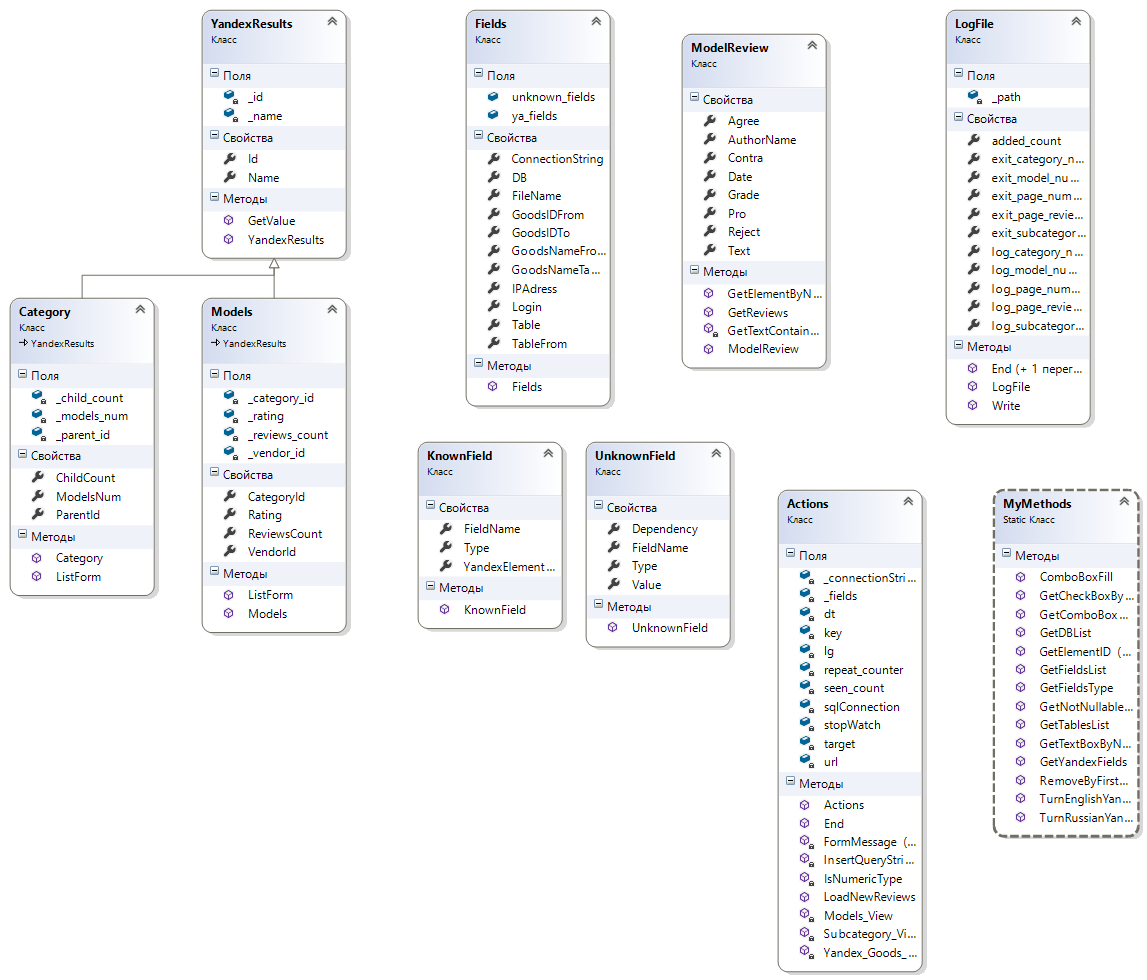 YandexResults
Класс
Поля
_id
_name
Свойства
Id
Name
Методы
GetValue
YandexResults
Fields
Класс
Поля
unknown_fields
ya_fields
Свойства
ConnectionString
DB
FileName
GoodsIDFrom
GoodsIDTo
GoodsNameFro...
GoodsNameTa...
IPAdress
Login
Table
TableFrom
Методы
Fields
ModelReview
Класс
Свойства
Agree
AuthorName
Contra
Date
Grade
Pro
Reject
Text
Методы
GetElementByN...
GetReviews
GetTextContain...
ModelReview
LogFile
Класс
Поля
_path
Свойства
added_count
exit_category_n...
exit_model_nu...
exit_page_num...
exit_page_revie...
exit_subcategor...
log_category_n...
log_model_nu...
log_page_num...
log_page_revie...
log_subcategor...
Методы
End (+ 1 перег...
LogFile
Write
Category
Класс
YandexResults
Поля
_child_count
_models_num
_parent_id
Свойства
ChildCount
ModelsNum
ParentId
Методы
Category
ListForm
Models
Класс
YandexResults
Поля
_category_id
_rating
_reviews_count
_vendor_id
Свойства
CategoryId
Rating
ReviewsCount
VendorId
Методы
ListForm
Models
KnownField
Класс
Свойства
FieldName
Type
YandexElement...
Методы
KnownField
UnknownField
Класс
Свойства
Dependency
FieldName
Type
Value
Методы
UnknownField
Actions
Класс
Поля
_connectionStri...
_fields
dt
key
lg
repeat_counter
seen_count
sqlConnection
stopWatch
target
url
Методы
Actions
End
FormMessage (...
InsertQueryStri...
IsNumericType
LoadNewReviews
Models_View
Subcategory_Vi...
Yandex_Goods_...
MyMethods
Static Класс
Методы
ComboBoxFill
GetCheckBoxBy...
GetComboBox...
GetDBList
GetElementID (...
GetFieldsList
GetFieldsType
GetNotNullable...
GetTablesList
GetTextBoxByN...
GetYandexFields
RemoveByFirst...
TurnEnglishYan...
TurnRussianYan...